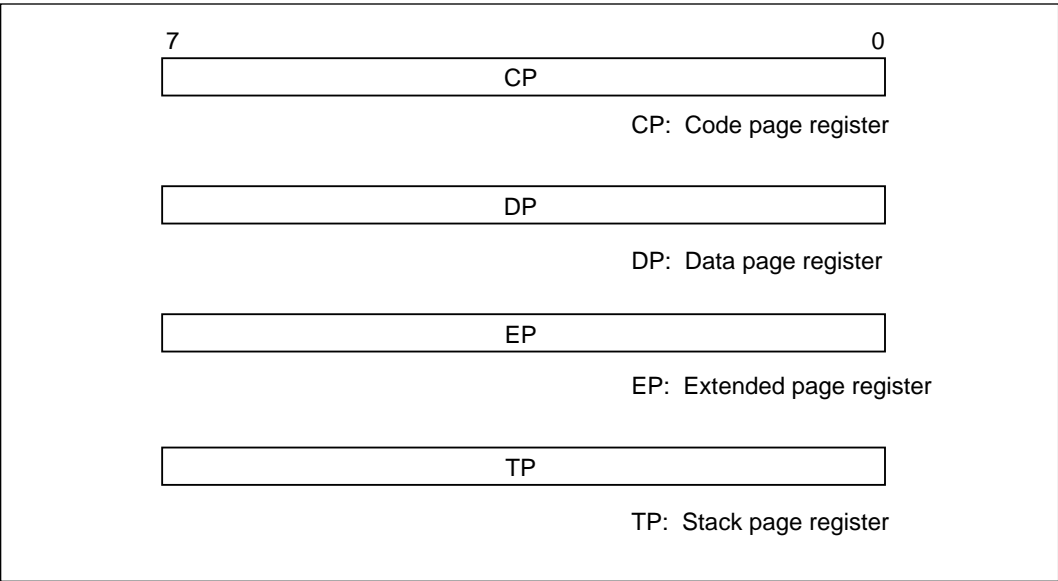 7 0
CP
CP: Code page register
DP
DP: Data page register
EP
EP: Extended page register
TP
TP: Stack page register